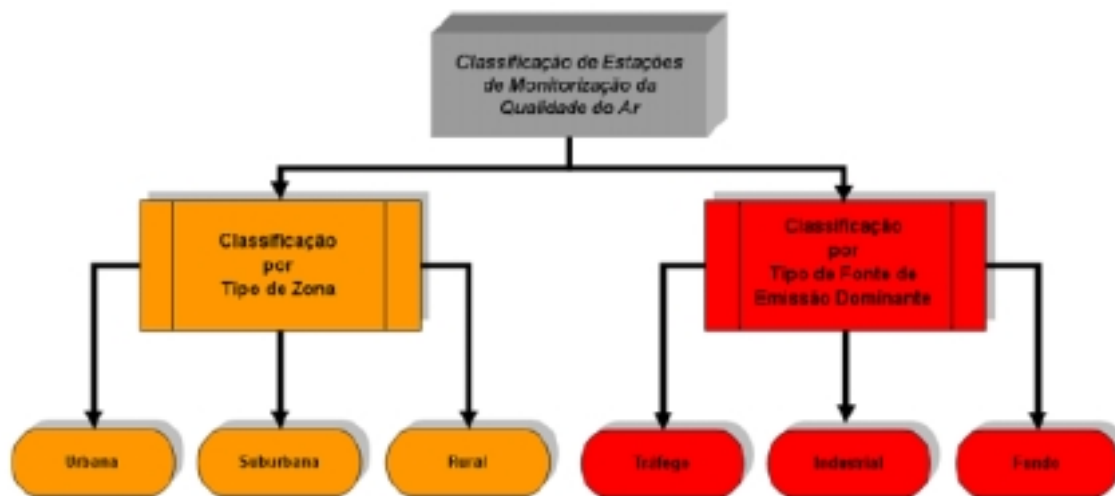 Classificação de Estações
de Monitorização da
Qualidade do Ar
Classificação
por
Tipo de Zona
Classificação
por
Tipo de Fonte de
Emissão Dominante
Urbana
Suburbana
Rural
Tráfego
Industrial
Fundo